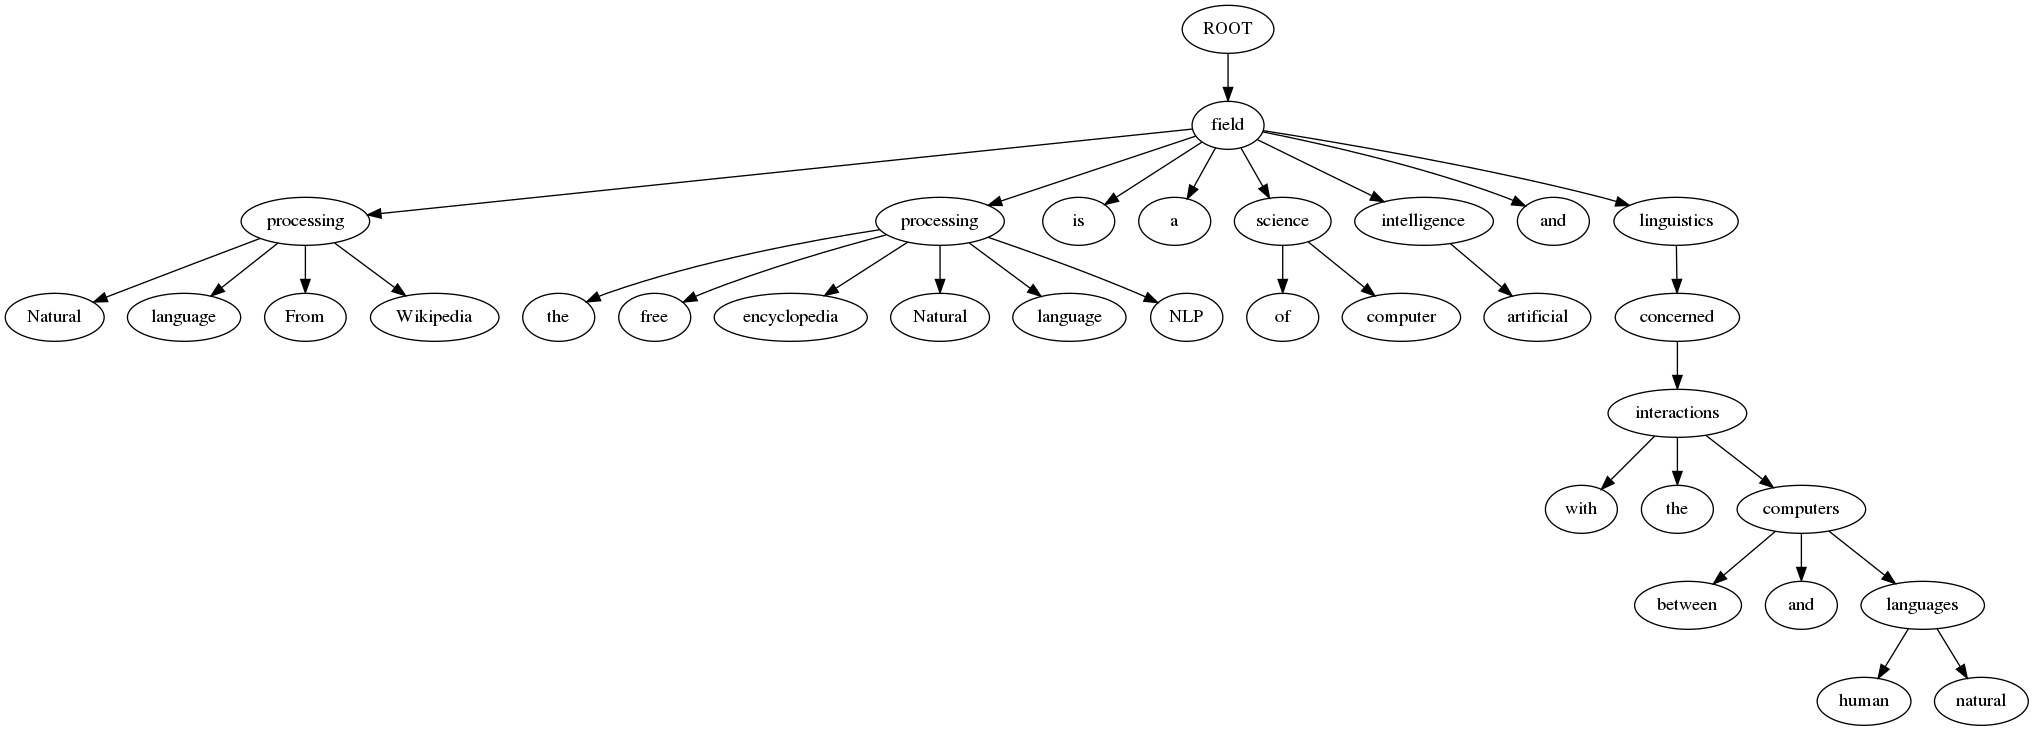 ROOT
field
processing processing is a science intelligence and linguistics
Natural language From Wikipedia the free encyclopedia Natural language NLP of computer artificial concerned
interactions
with the computers
between and languages
human natural